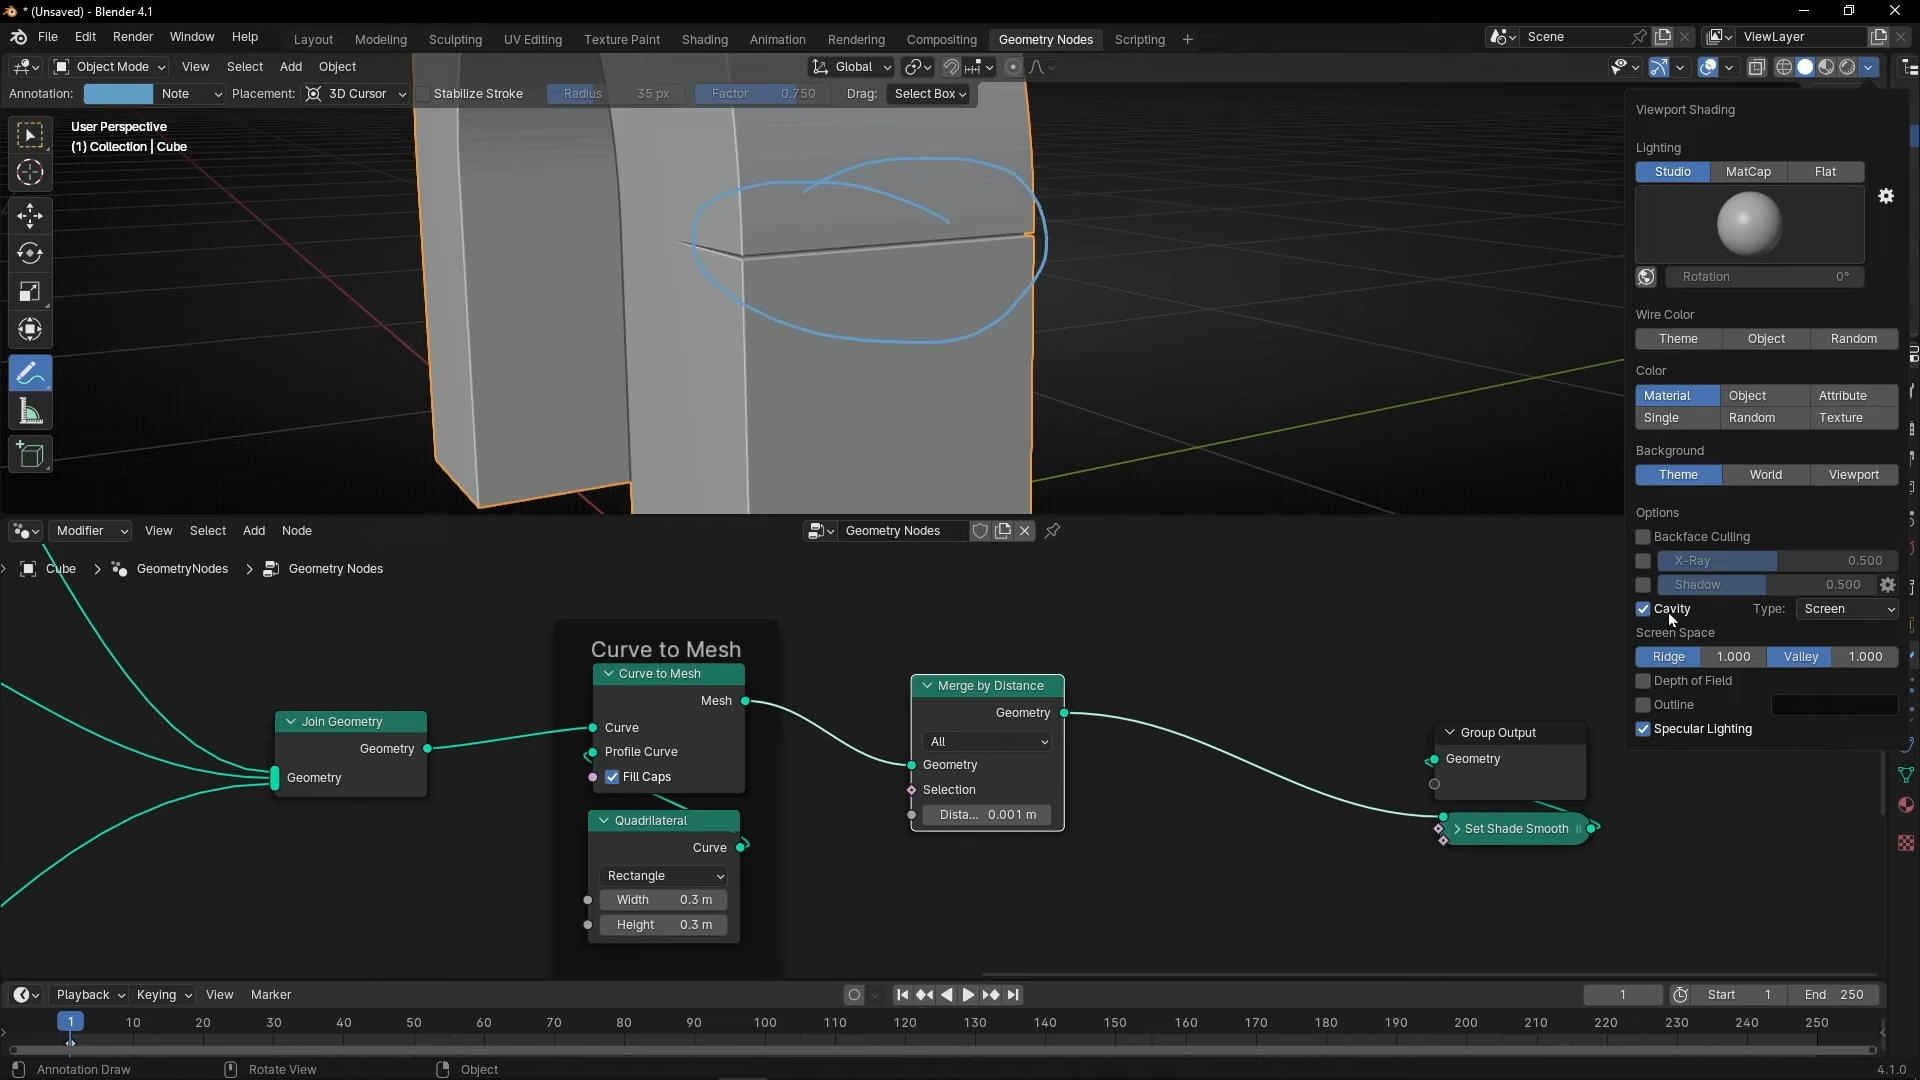 * (Unsaved) - Blender 4.1
File Edit Render Window Help Layout Modeling Sculpting UV Editing Texture Paint Shading Animation Rendering Compositing Geometry Nodes Scripting + Scene ViewLayer
Object Mode View Select Add Object Global
Annotation: Note Placement: 3D Cursor Stabilize Stroke Radius 35 px Factor 0.750 Drag: Select Box
User Perspective
(1) Collection | Cube
Viewport Shading
Lighting
Studio MatCap Flat
Rotation 0°
Wire Color
Theme Object Random
Color
Material Object Attribute
Single Random Texture
Background
Theme World Viewport
Options
Backface Culling
X-Ray 0.500
Shadow 0.500
Cavity Type: Screen
Screen Space
Ridge 1.000 Valley 1.000
Depth of Field
Outline
Specular Lighting
Modifier View Select Add Node Geometry Nodes
Cube > GeometryNodes > Geometry Nodes
Join Geometry
Geometry
Geometry
Curve to Mesh
Curve to Mesh
Mesh
Curve
Profile Curve
Fill Caps
Quadrilateral
Curve
Rectangle
Width 0.3 m
Height 0.3 m
Merge by Distance
Geometry
All
Geometry
Selection
Dista... 0.001 m
Group Output
Geometry
Set Shade Smooth
Playback Keying View Marker 1 Start 1 End 250
1 10 20 30 40 50 60 70 80 90 100 110 120 130 140 150 160 170 180 190 200 210 220 230 240 250
Annotation Draw Rotate View Object 4.1.0